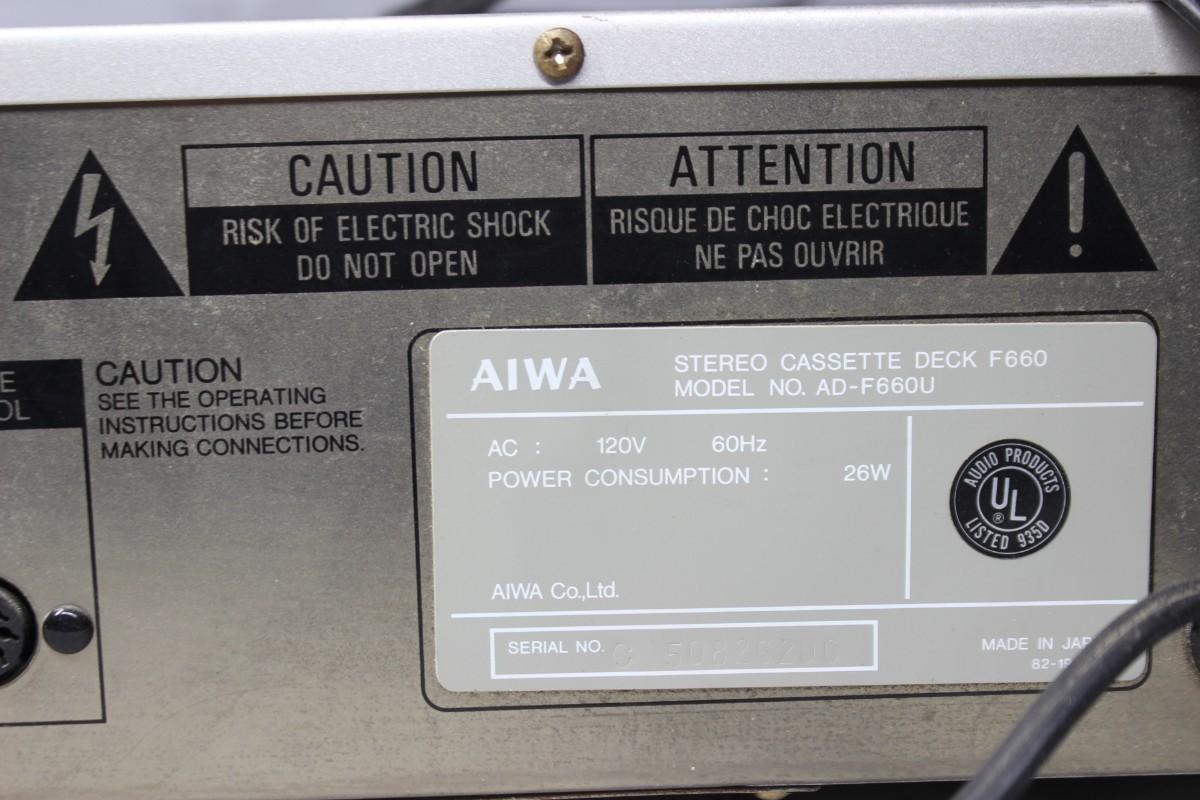 CAUTION
RISK OF ELECTRIC SHOCK
DO NOT OPEN
ATTENTION
RISQUE DE CHOC ELECTRIQUE
NE PAS OUVRIR
CAUTION
SEE THE OPERATING
INSTRUCTIONS BEFORE
MAKING CONNECTIONS.
AIWA
STEREO CASSETTE DECK F660
MODEL NO. AD-F660U
AC : 120V 60Hz
POWER CONSUMPTION : 26W
AUDIO PRODUCTS
UL
®
LISTED 935D
AIWA Co.,Ltd.
SERIAL NO.
MADE IN